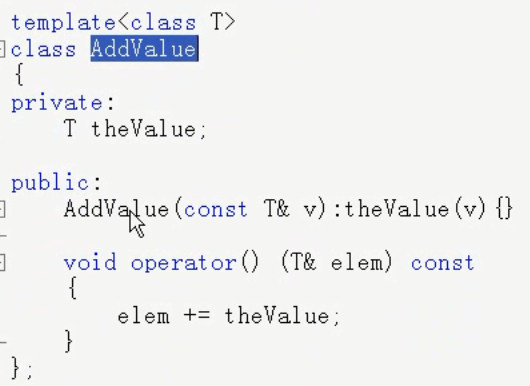 template<class T>
class AddValue
{
private:
    T theValue;
public:
    AddValue(const T& v):theValue(v){}
    void operator() (T& elem) const
    {
        elem += theValue;
    }
};